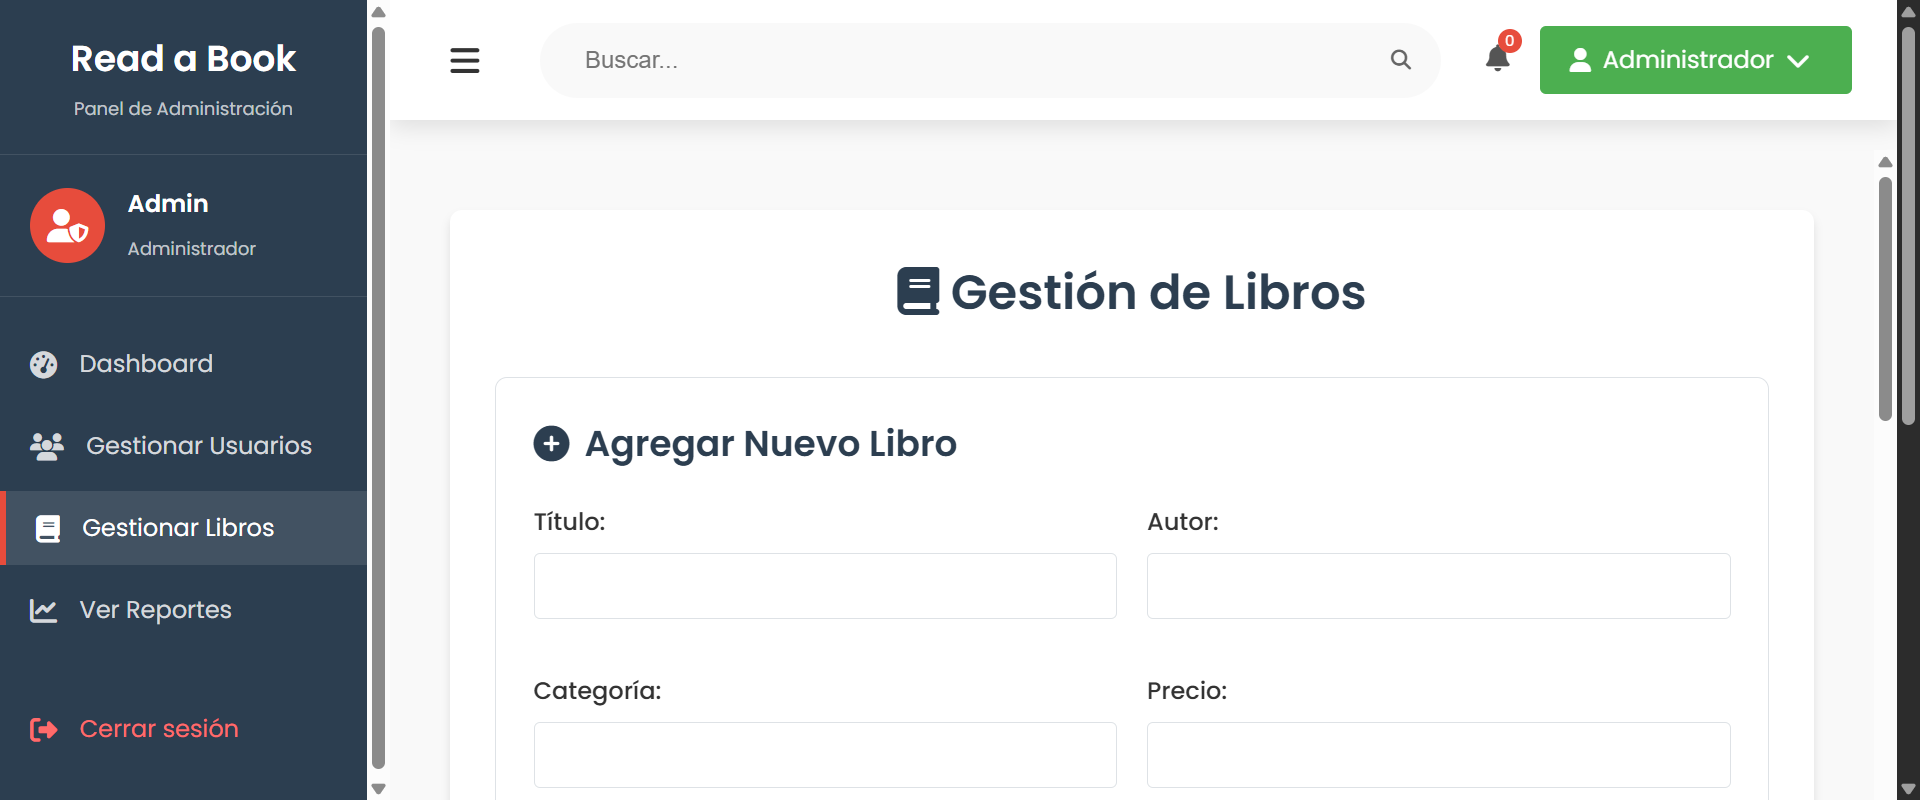 Read a Book
Panel de Administración
Admin
Administrador
Dashboard
Gestionar Usuarios
Gestionar Libros
Ver Reportes
Cerrar sesión
Buscar...
0
Administrador
Gestión de Libros
Agregar Nuevo Libro
Título:
Autor:
Categoría:
Precio: